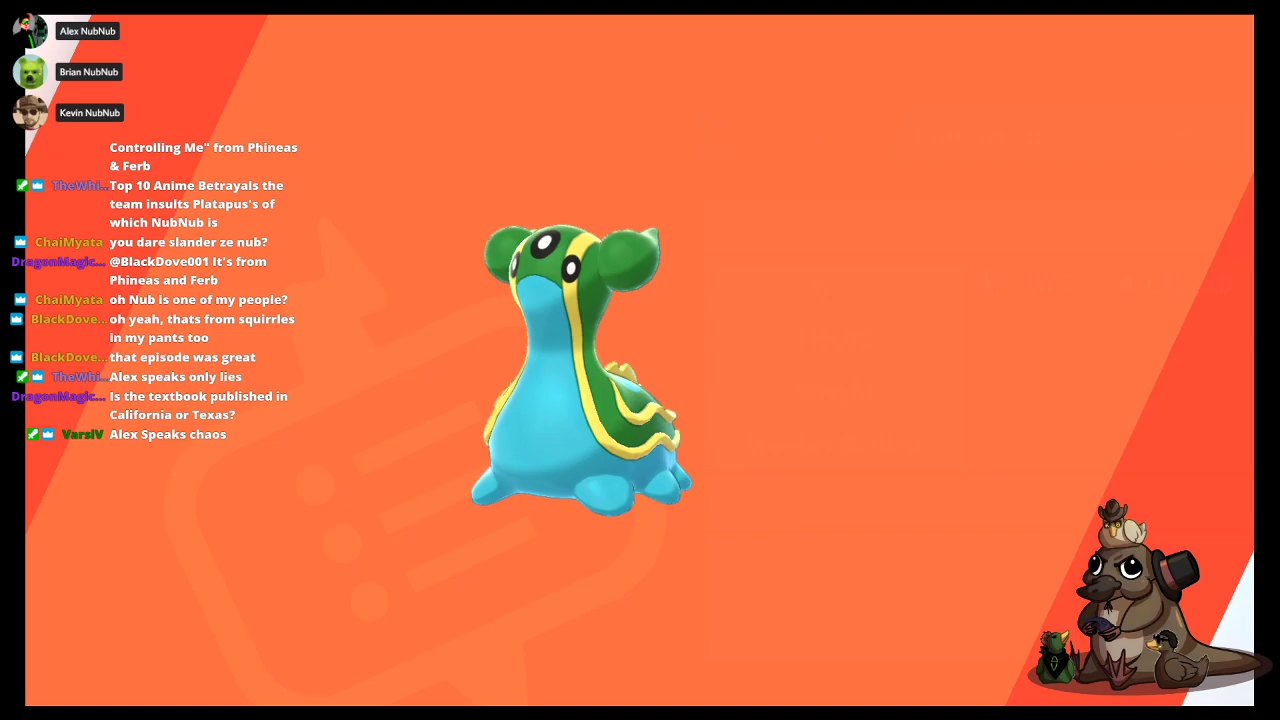 Alex NubNub
Brian NubNub
Kevin NubNub
Controlling Me" from Phineas
& Ferb
TheWhi... Top 10 Anime Betrayals the
team insults Platapus's of
which NubNub is
ChaiMyata you dare slander ze nub?
DragonMagic... @BlackDove001 It's from
Phineas and Ferb
ChaiMyata oh Nub is one of my people?
BlackDove... oh yeah, thats from squirrles
in my pants too
BlackDove... that episode was great
TheWhi... Alex speaks only lies
DragonMagic... Is the textbook published in
California or Texas?
VarsIV Alex Speaks chaos